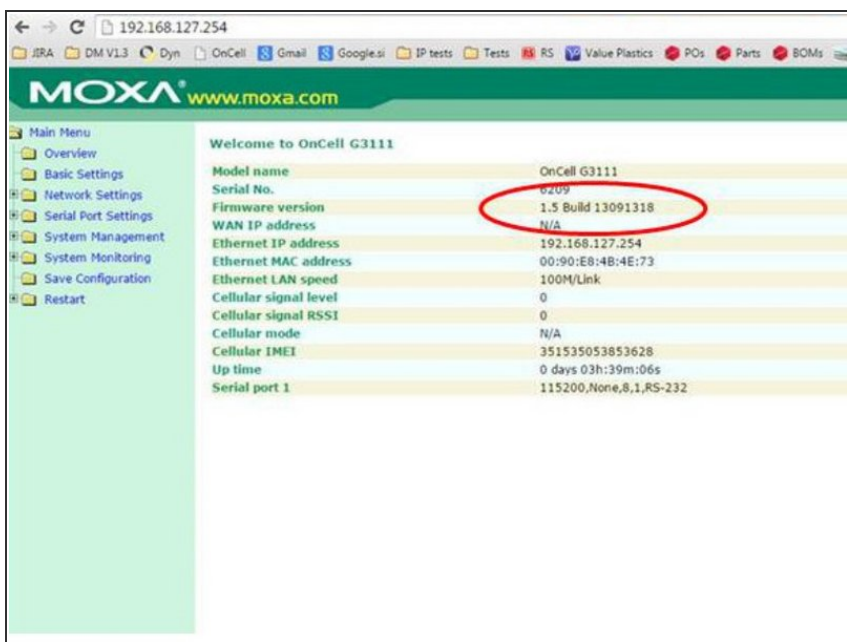 192.168.127.254
JIRA DM V1.3 Dyn OnCell Gmail Google.si IP tests Tests RS RS Value Plastics POs Parts BOMs
MOXA® www.moxa.com
Main Menu
Overview
Basic Settings
Network Settings
Serial Port Settings
System Management
System Monitoring
Save Configuration
Restart
Welcome to OnCell G3111
Model name OnCell G3111
Serial No. 6209
Firmware version 1.5 Build 13091318
WAN IP address N/A
Ethernet IP address 192.168.127.254
Ethernet MAC address 00:90:E8:4B:4E:73
Ethernet LAN speed 100M/Link
Cellular signal level 0
Cellular signal RSSI 0
Cellular mode N/A
Cellular IMEI 351535053853628
Up time 0 days 03h:39m:06s
Serial port 1 115200,None,8,1,RS-232